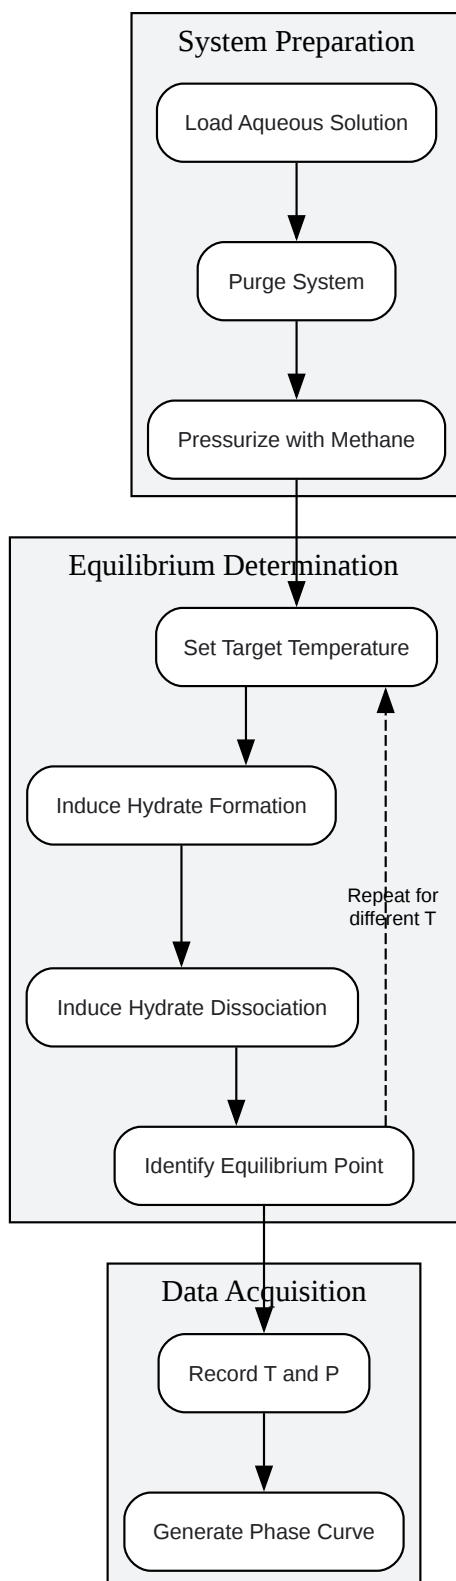 System Preparation
Load Aqueous Solution
Purge System
Pressurize with Methane
Equilibrium Determination
Set Target Temperature
Induce Hydrate Formation
Repeat for
different T
Induce Hydrate Dissociation
Identify Equilibrium Point
Data Acquisition
Record T and P
Generate Phase Curve